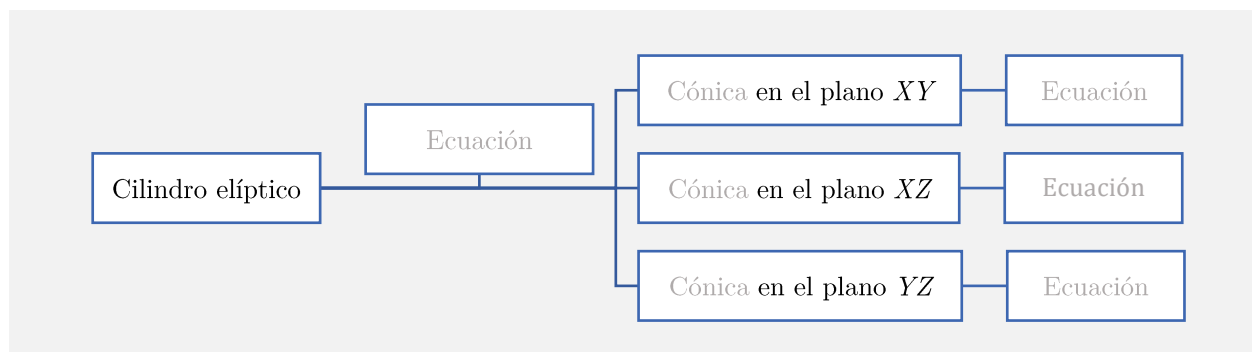 Cilindro elíptico
Ecuación
Cónica en el plano XY
Ecuación
Cónica en el plano XZ
Ecuación
Cónica en el plano YZ
Ecuación